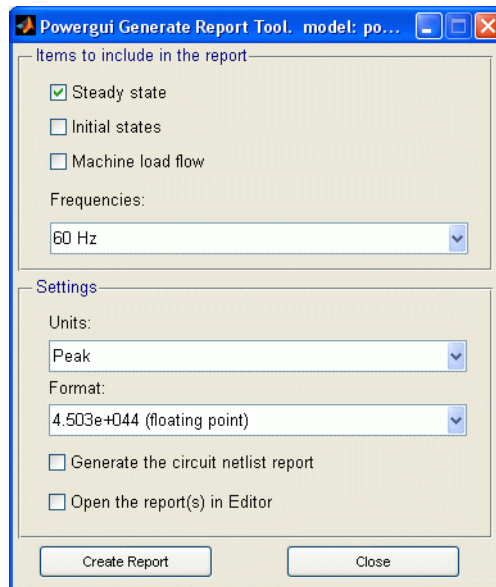 Powergui Generate Report Tool. model: po...
Items to include in the report
Steady state
Initial states
Machine load flow
Frequencies:
60 Hz
Settings
Units:
Peak
Format:
4.503e+044 (floating point)
Generate the circuit netlist report
Open the report(s) in Editor
Create Report
Close